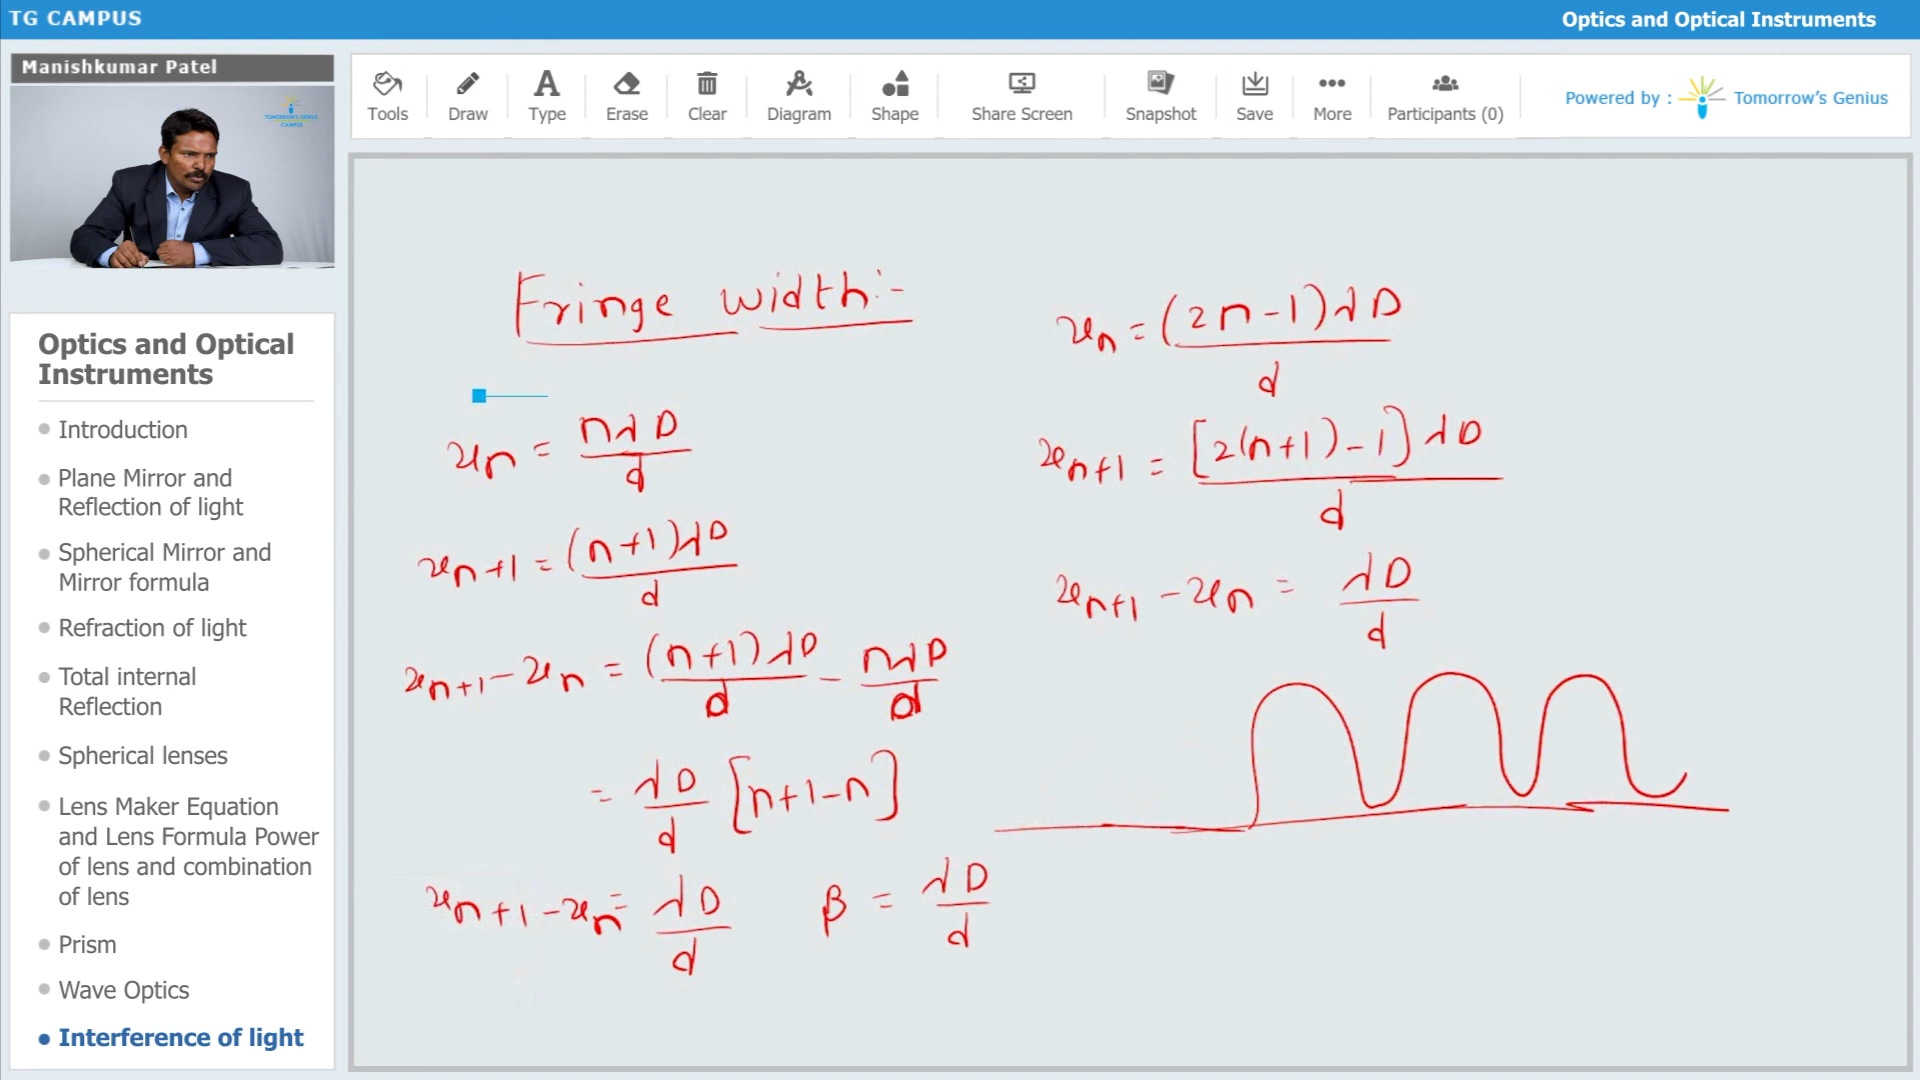 TG CAMPUS
Optics and Optical Instruments
Manishkumar Patel
TOMORROW'S GENIUS
CAMPUS
Tools
Draw
Type
Erase
Clear
Diagram
Shape
Share Screen
Snapshot
Save
More
Participants (0)
Powered by :
Tomorrow's Genius
Optics and Optical
Instruments
Introduction
Plane Mirror and
Reflection of light
Spherical Mirror and
Mirror formula
Refraction of light
Total internal
Reflection
Spherical lenses
Lens Maker Equation
and Lens Formula Power
of lens and combination
of lens
Prism
Wave Optics
Interference of light
Fringe width:-
xn = nλD/d
xn+1 = (n+1)λD/d
xn+1 - xn = (n+1)λD/d - nλD/d
= λD/d [n+1-n]
xn+1 - xn = λD/d
β = λD/d
xn = (2n-1)λD/d
xn+1 = [2(n+1)-1]λD/d
xn+1 - xn = λD/d